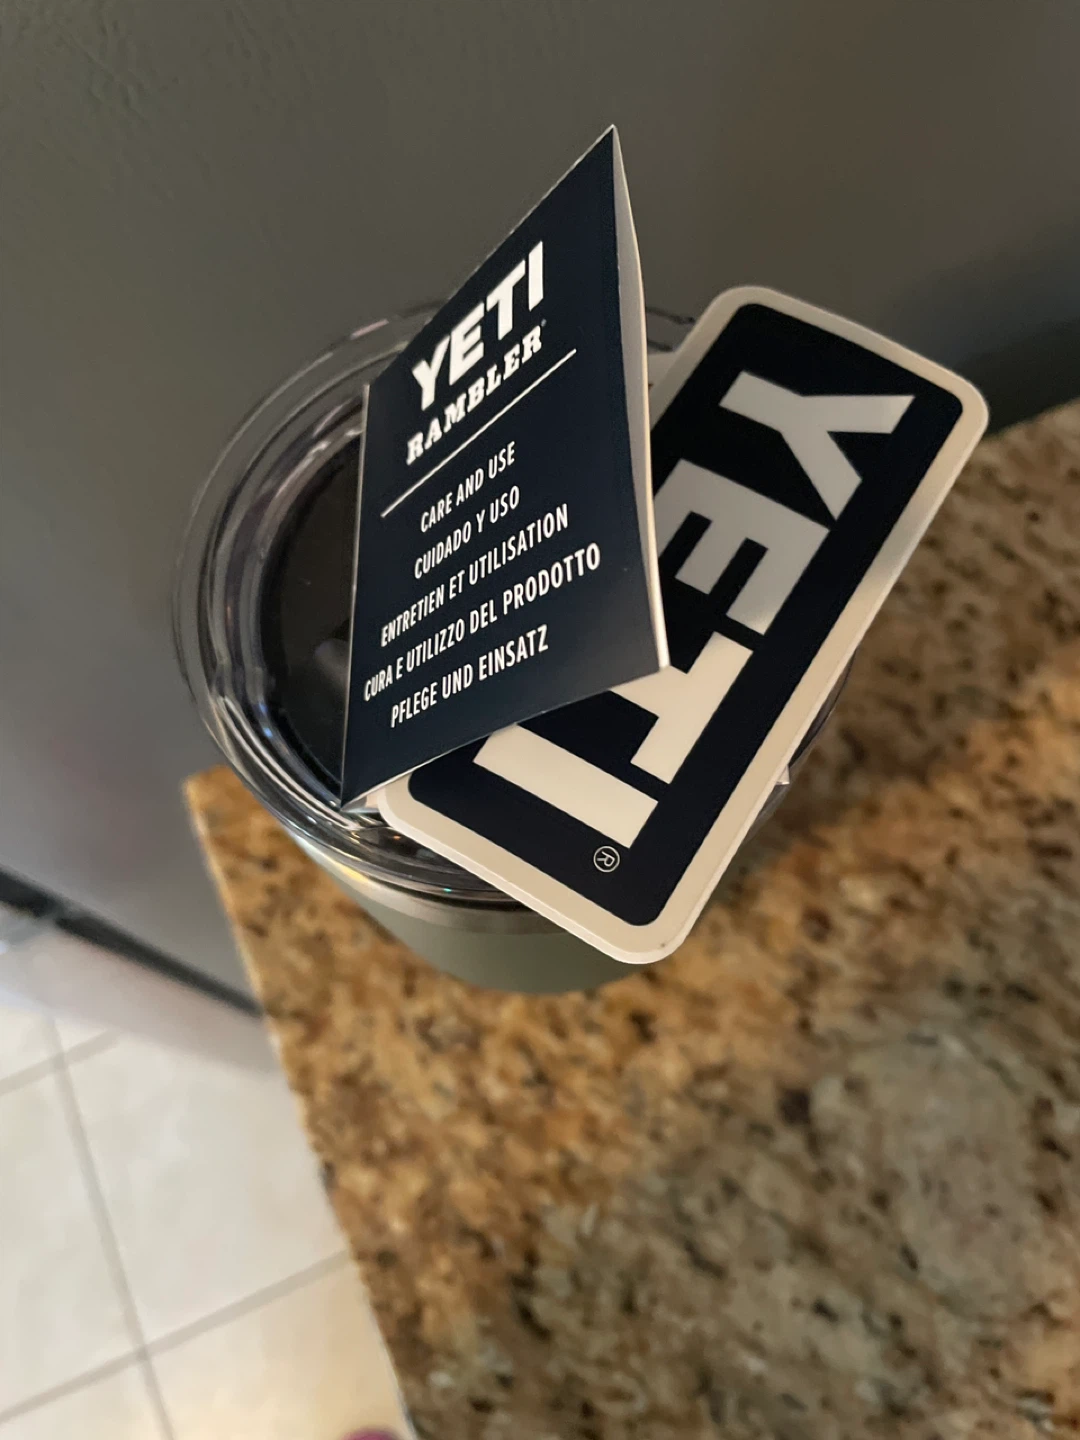 YETI
RAMBLER®
CARE AND USE
CUIDADO Y USO
ENTRETIEN ET UTILISATION
CURA E UTILIZZO DEL PRODOTTO
PFLEGE UND EINSATZ
YETI®